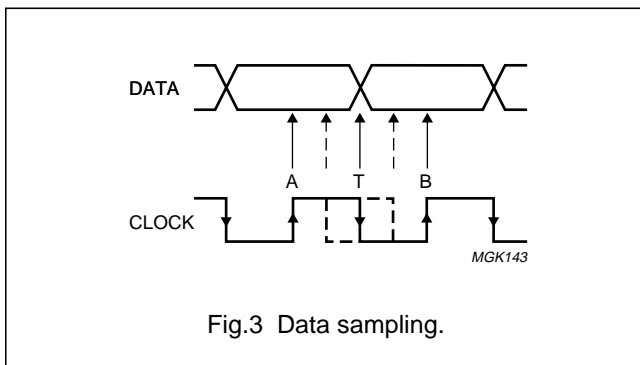 DATA
A T B
CLOCK
MGK143
Fig.3 Data sampling.